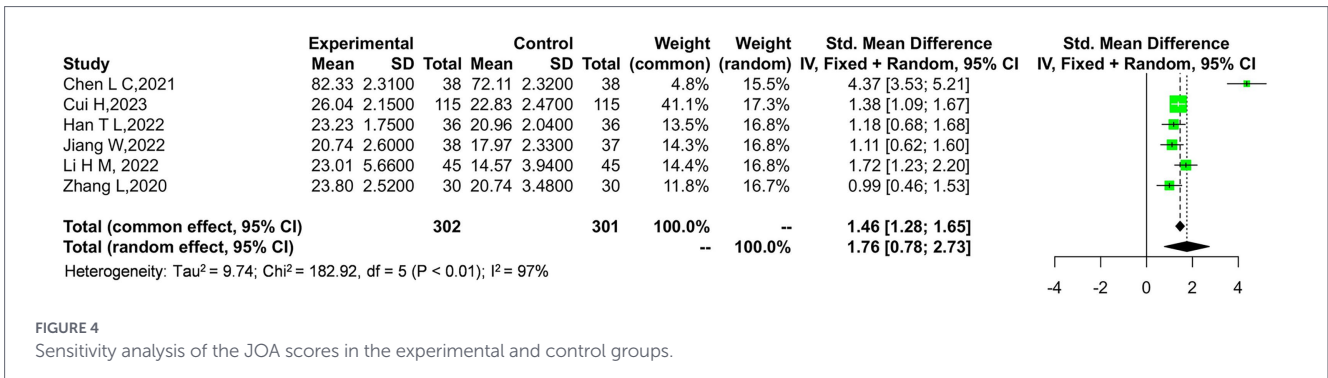 Experimental Control Weight Weight Std. Mean Difference Std. Mean Difference
Study Mean SD Total Mean SD Total (common) (random) IV, Fixed + Random, 95% CI IV, Fixed + Random, 95% CI
Chen L C,2021 82.33 2.3100 38 72.11 2.3200 38 4.8% 15.5% 4.37 [3.53; 5.21]
Cui H,2023 26.04 2.1500 115 22.83 2.4700 115 41.1% 17.3% 1.38 [1.09; 1.67]
Han T L,2022 23.23 1.7500 36 20.96 2.0400 36 13.5% 16.8% 1.18 [0.68; 1.68]
Jiang W,2022 20.74 2.6000 38 17.97 2.3300 37 14.3% 16.8% 1.11 [0.62; 1.60]
Li H M, 2022 23.01 5.6600 45 14.57 3.9400 45 14.4% 16.8% 1.72 [1.23; 2.20]
Zhang L,2020 23.80 2.5200 30 20.74 3.4800 30 11.8% 16.7% 0.99 [0.46; 1.53]
Total (common effect, 95% CI) 302 301 100.0% -- 1.46 [1.28; 1.65]
Total (random effect, 95% CI) -- 100.0% 1.76 [0.78; 2.73]
Heterogeneity: Tau² = 9.74; Chi² = 182.92, df = 5 (P < 0.01); I² = 97%
-4 -2 0 2 4
FIGURE 4
Sensitivity analysis of the JOA scores in the experimental and control groups.